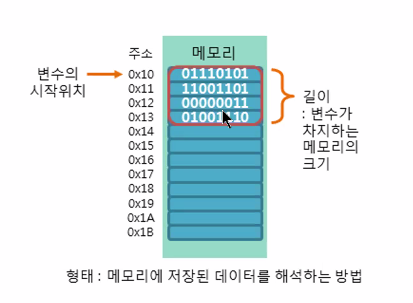 주소
메모리
변수의
시작위치
0x10
01110101
0x11
11001101
0x12
00000011
0x13
0x14
0x15
0x16
0x17
0x18
0x19
0x1A
0x1B
길이
: 변수가
차지하는
메모리의
크기
형태 : 메모리에 저장된 데이터를 해석하는 방법